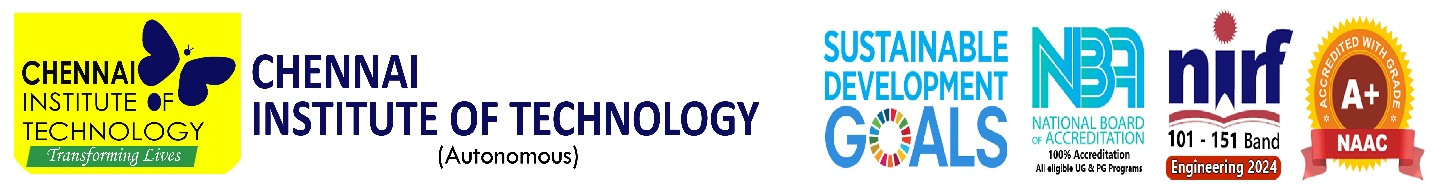 CHENNAI
INSTITUTE OF
TECHNOLOGY
Transforming Lives
CHENNAI
INSTITUTE OF TECHNOLOGY
(Autonomous)
SUSTAINABLE
DEVELOPMENT
GOALS
NBA
NATIONAL BOARD
OF ACCREDITATION
100% Accreditation
All eligible UG & PG Programs
nirf
101 - 151 Band
Engineering 2024
ACCREDITED WITH GRADE
A+
NAAC